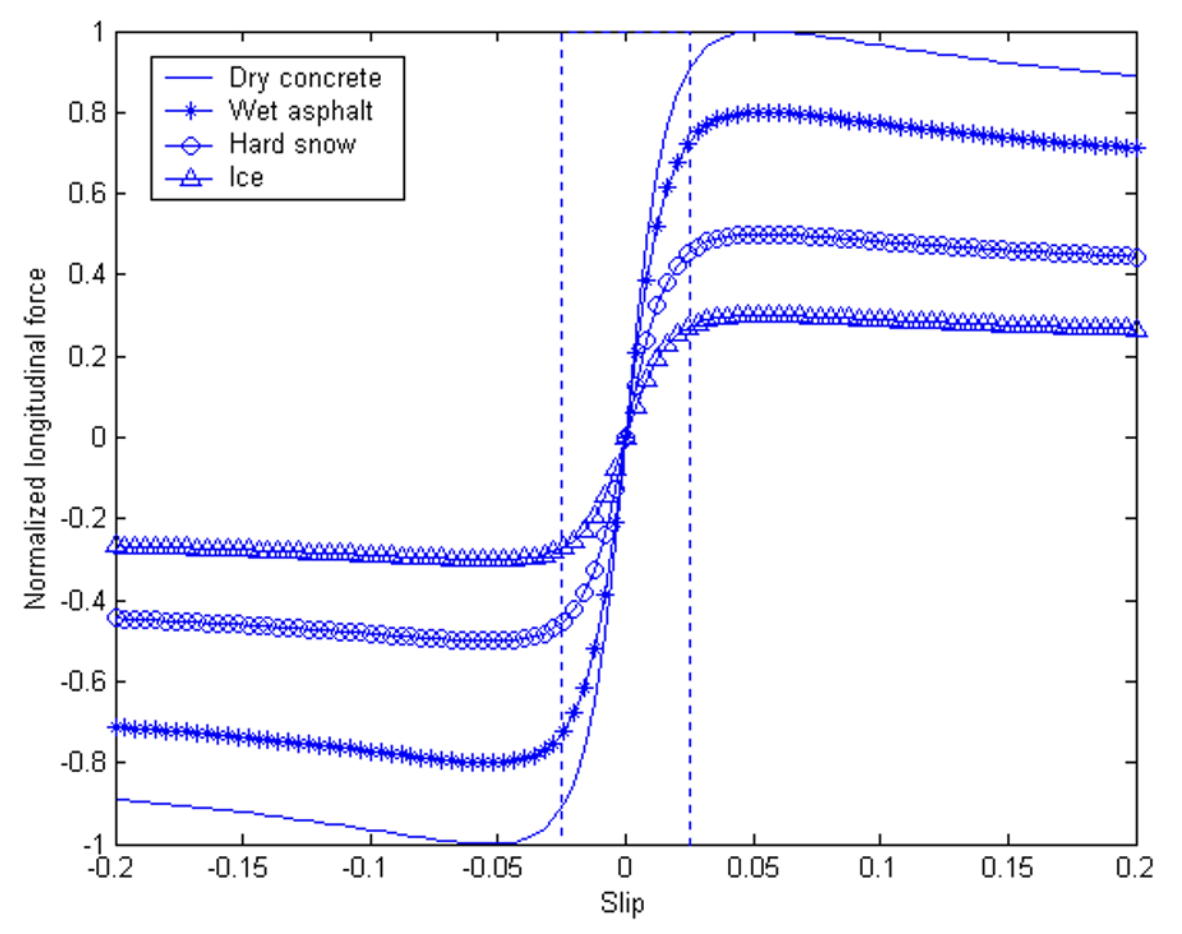 1
0.8
0.6
0.4
0.2
0
-0.2
-0.4
-0.6
-0.8
-1
Normalized longitudinal force
Dry concrete
Wet asphalt
Hard snow
Ice
-0.2 -0.15 -0.1 -0.05 0 0.05 0.1 0.15 0.2
Slip